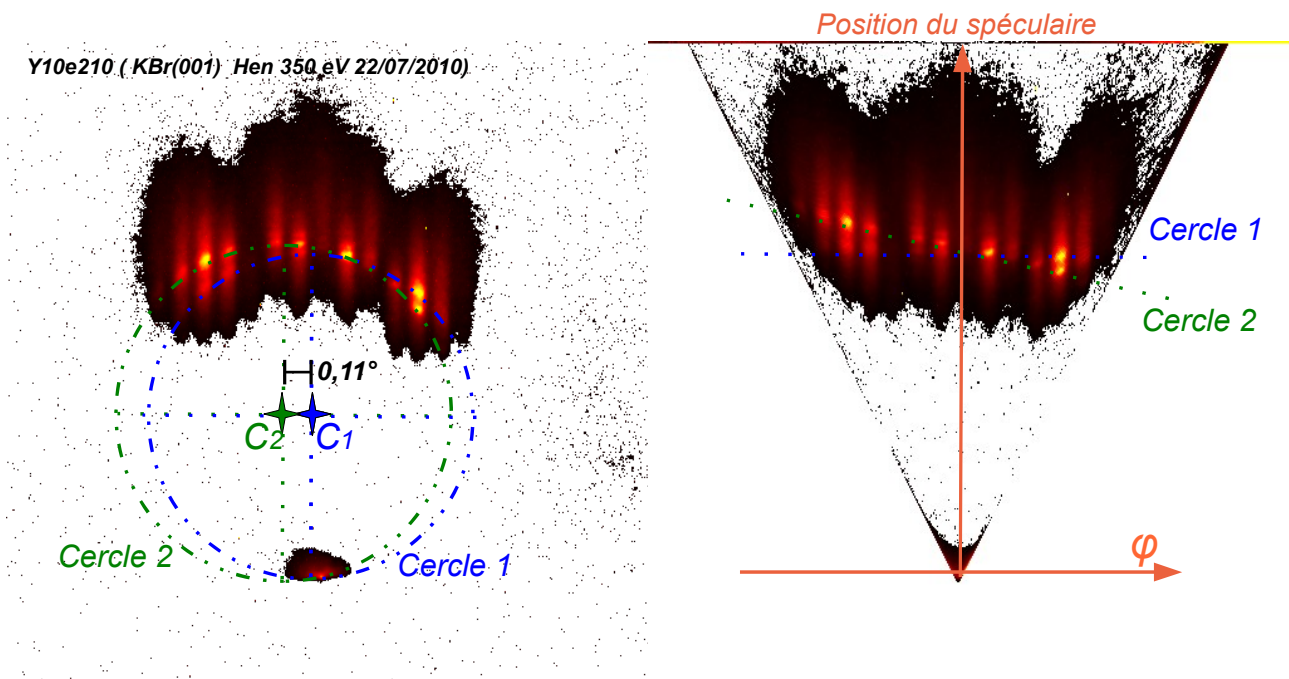 Position du spéculaire
Y10e210 ( KBr(001) Hen 350 eV 22/07/2010)
Cercle 1
Cercle 2
0,11°
C2 C1
Cercle 2
Cercle 1
φ